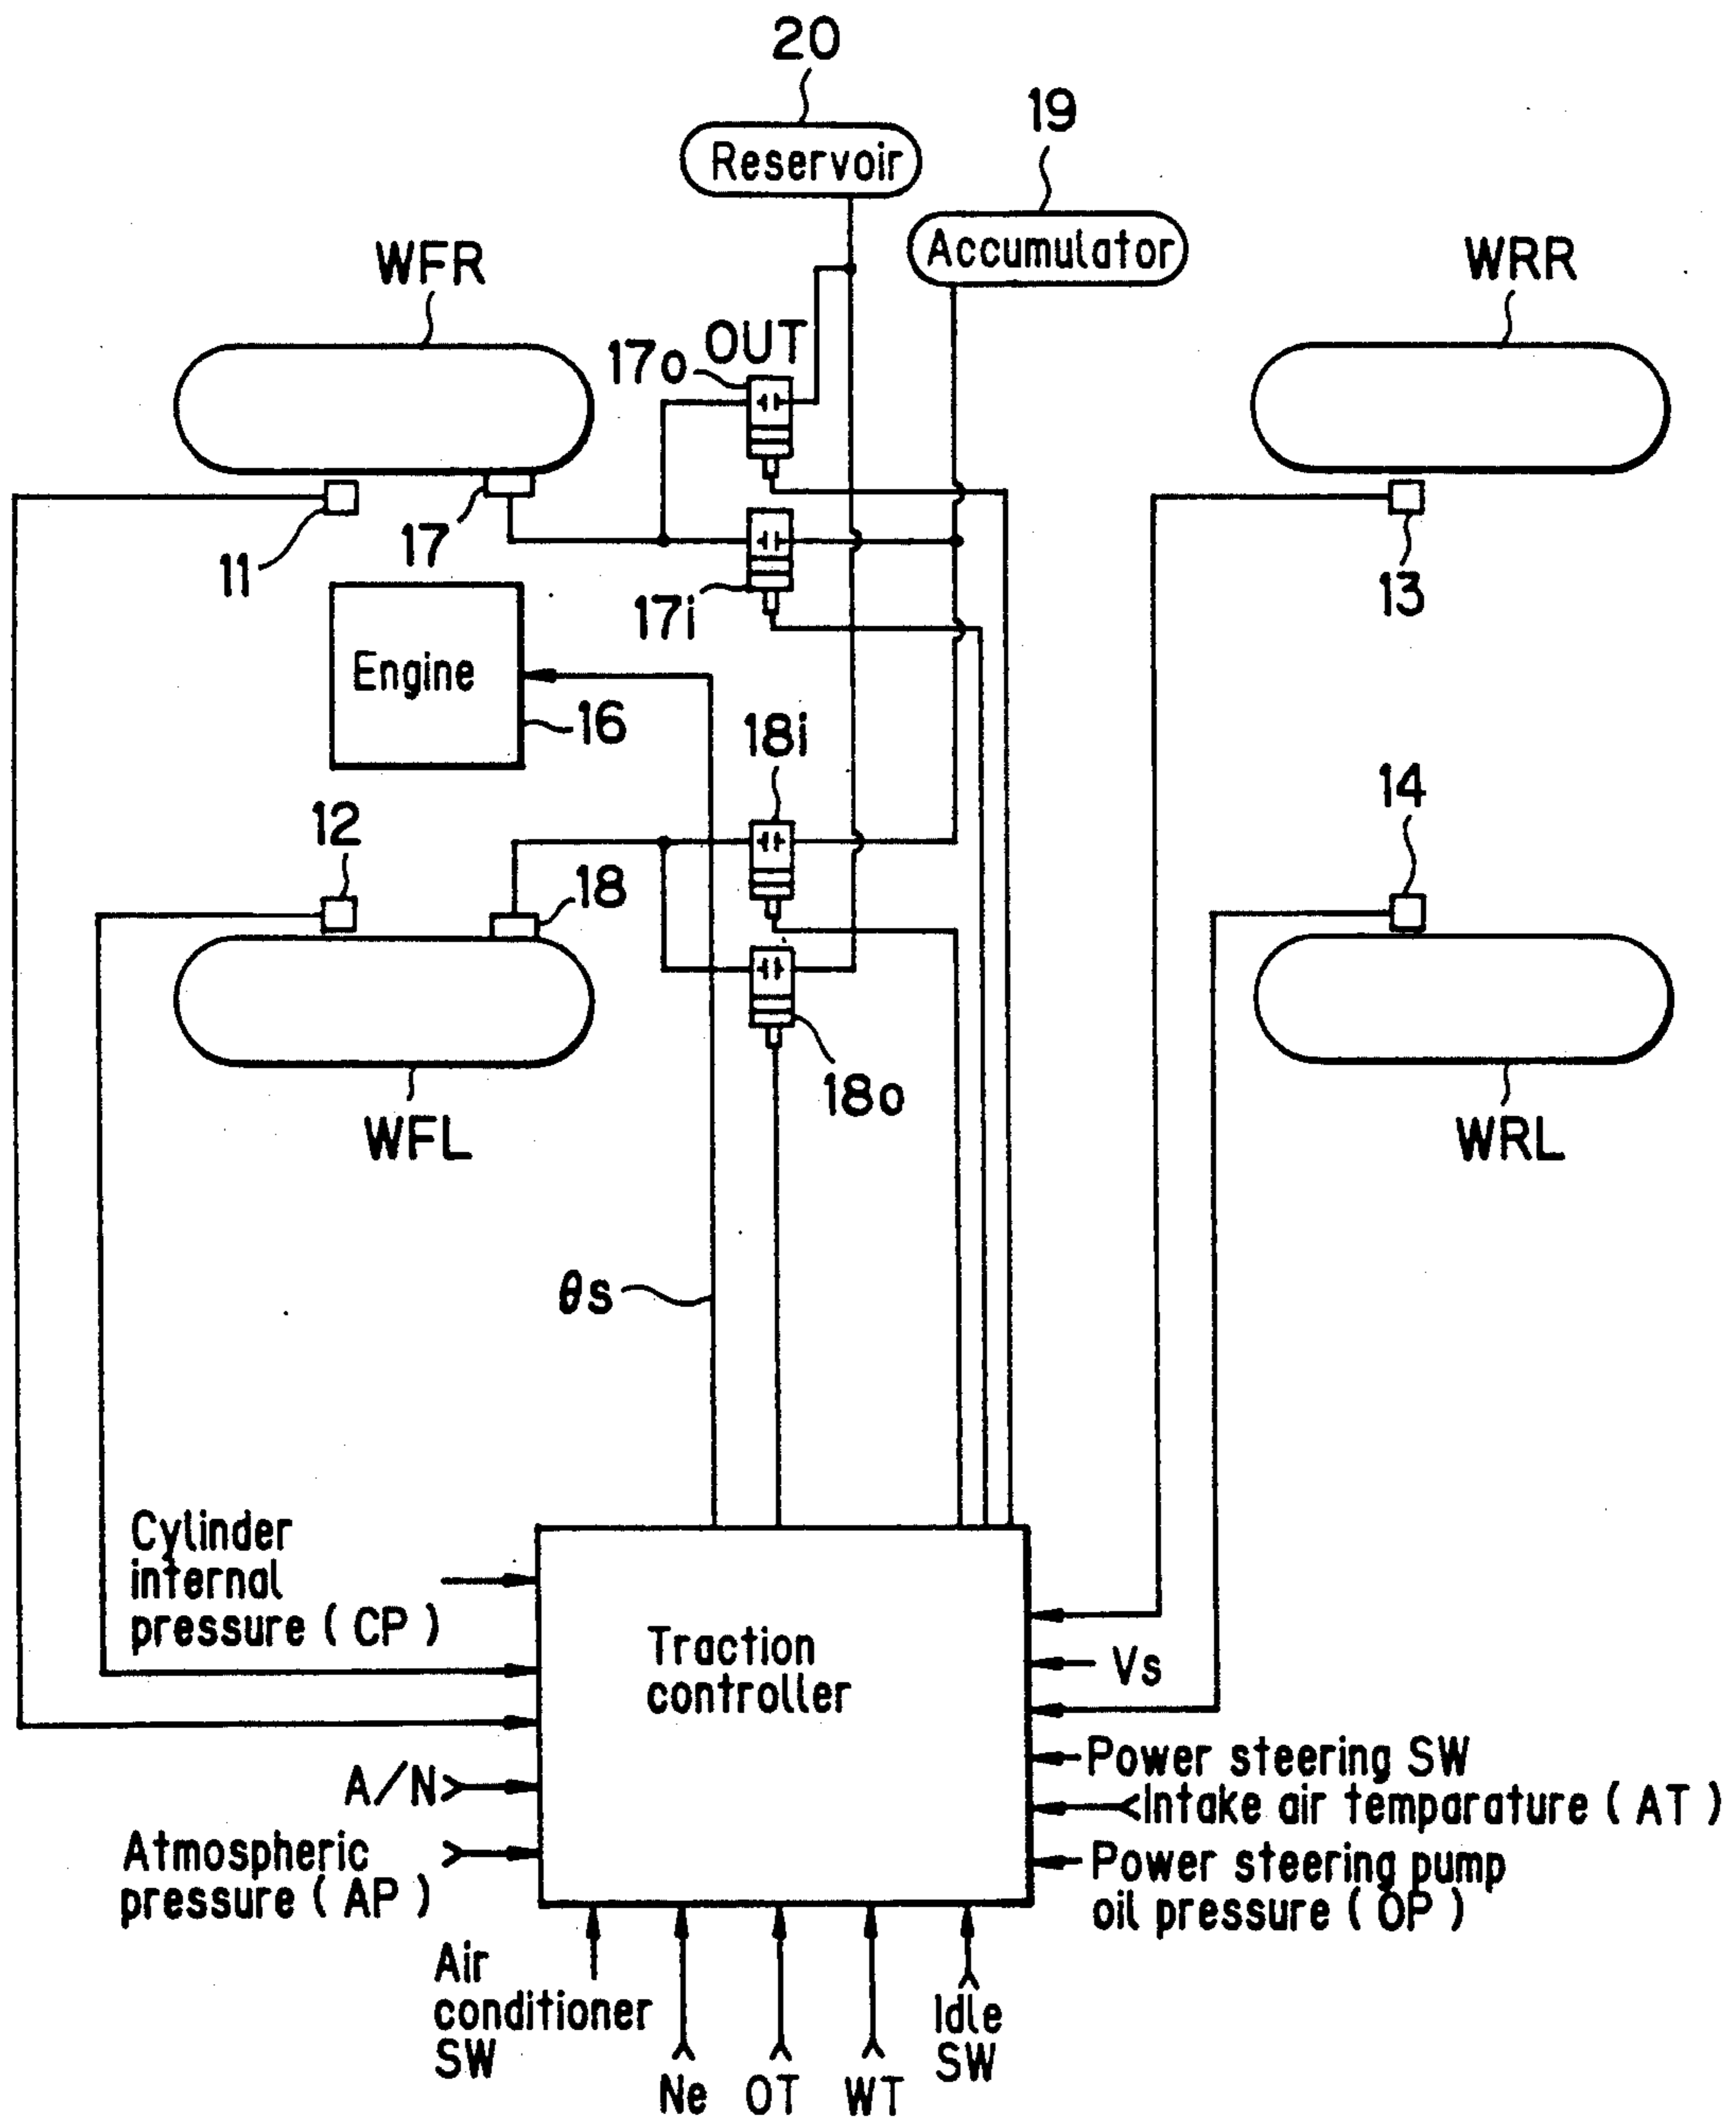 20
Reservoir
19
Accumulator
WFR
WRR
OUT
17o
11
17
17i
13
Engine
16
18i
12
18
14
18o
WFL
WRL
θs
Cylinder
internal
pressure ( CP )
Traction
controller
Vs
Power steering SW
A/N
Intake air temparature ( AT )
Atmospheric
pressure ( AP )
Power steering pump
oil pressure ( OP )
Air
conditioner
SW
Ne
OT
WT
Idle
SW